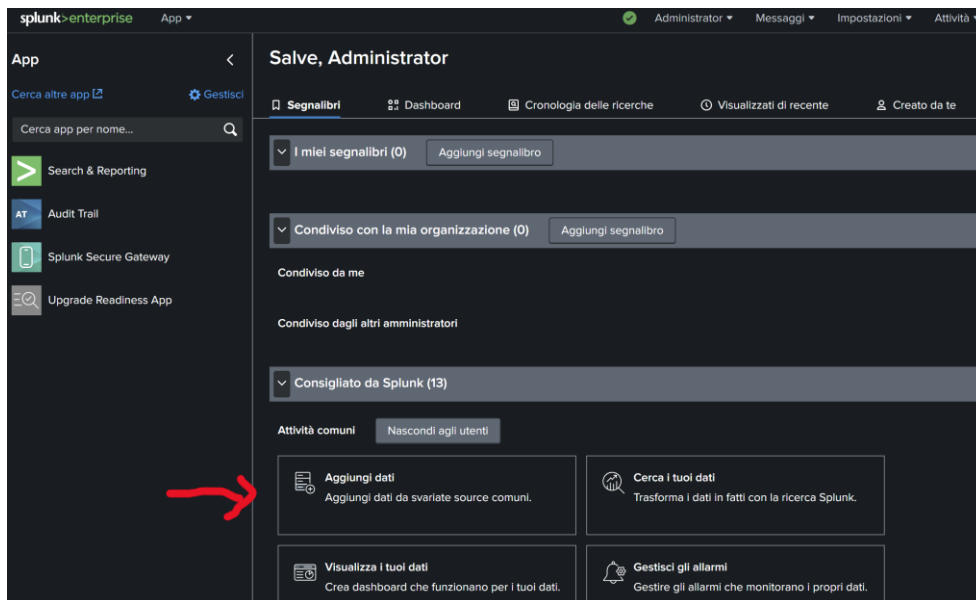 splunk>enterprise App Administrator Messaggi Impostazioni Attività
App
Cerca altre app Gestisci
Cerca app per nome...
Search & Reporting
AT Audit Trail
Splunk Secure Gateway
Upgrade Readiness App
Salve, Administrator
Segnalibri Dashboard Cronologia delle ricerche Visualizzati di recente Creato da te
I miei segnalibri (0) Aggiungi segnalibro
Condiviso con la mia organizzazione (0) Aggiungi segnalibro
Condiviso da me
Condiviso dagli altri amministratori
Consigliato da Splunk (13)
Attività comuni Nascondi agli utenti
Aggiungi dati
Aggiungi dati da svariate source comuni.
Cerca i tuoi dati
Trasforma i dati in fatti con la ricerca Splunk.
Visualizza i tuoi dati
Crea dashboard che funzionano per i tuoi dati.
Gestisci gli allarmi
Gestire gli allarmi che monitorano i propri dati.